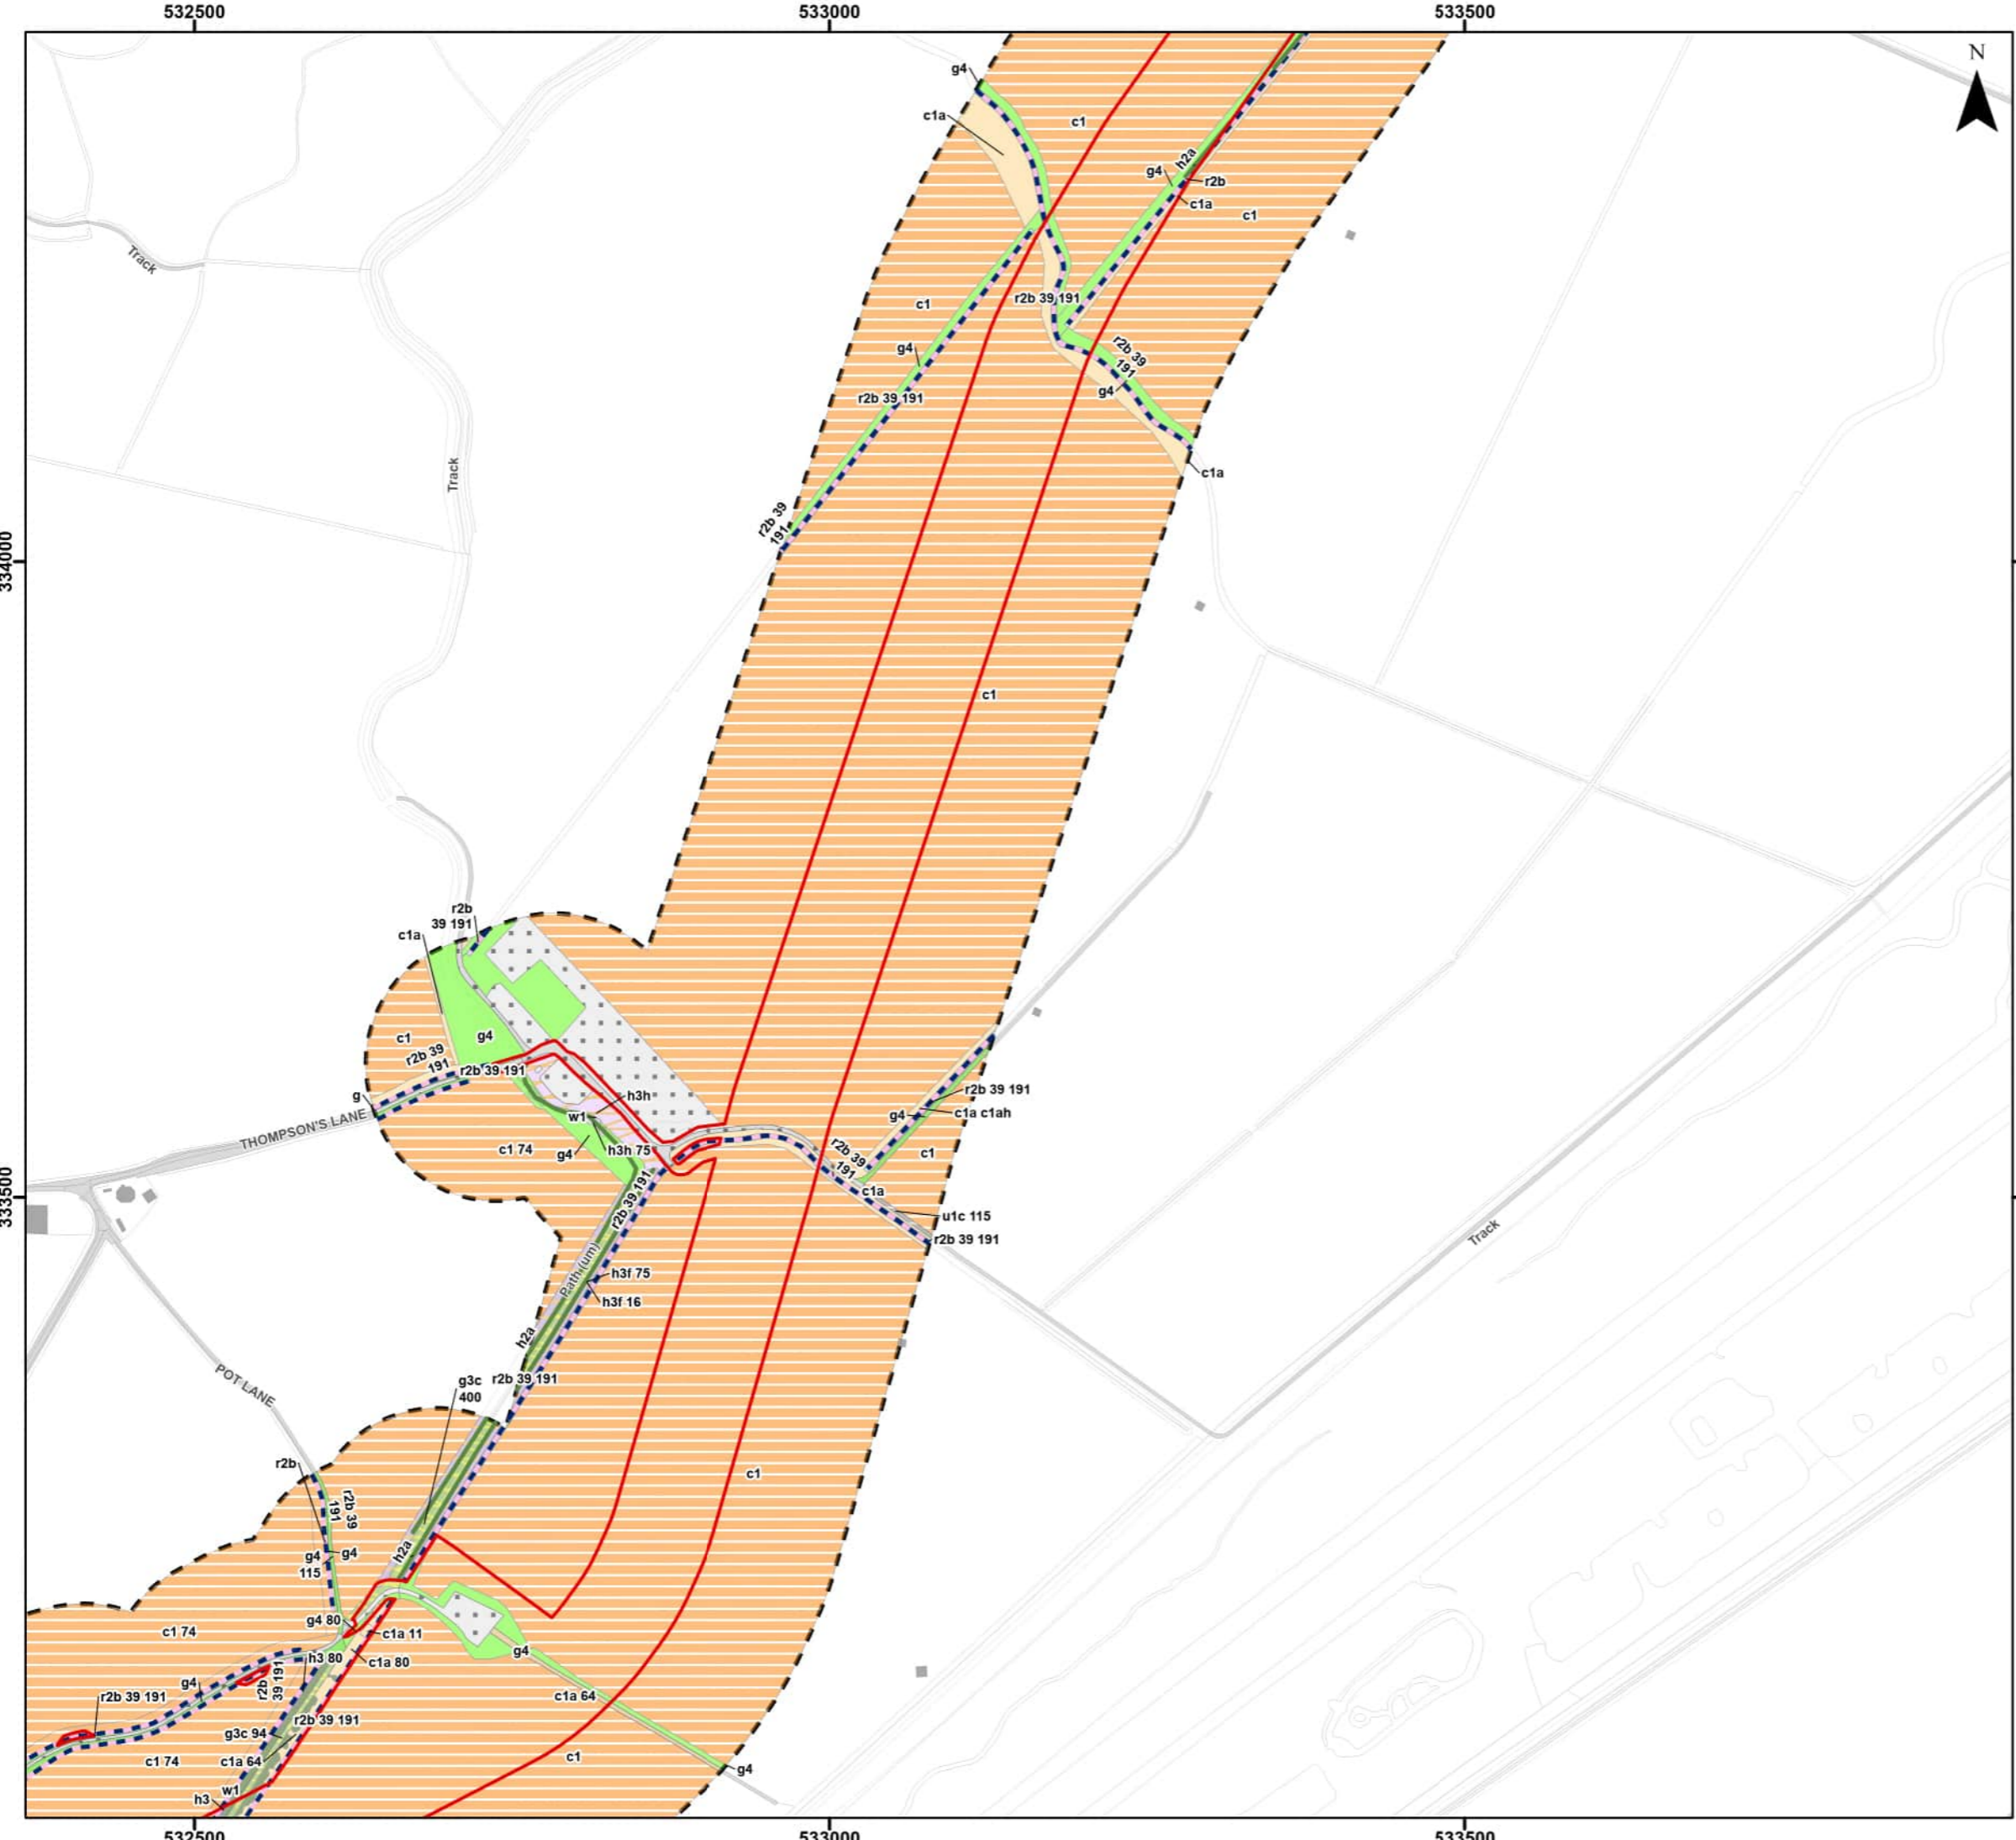 532500
533000
533500
N
g4
c1a
c1
g4
h2a
r2b
c1a
c1
Track
r2b 39 191
c1
g4
r2b 39
191
g4
r2b 39 191
c1a
Track
r2b 39
191
334000
c1
r2b
39 191
c1a
g4
c1
r2b 39
191
r2b 39 191
g
h3h
w1
r2b 39 191
c1a c1ah
g4
THOMPSON'S LANE
c1 74
g4
h3h 75
r2b 39
191
c1
333500
r2b 39 191
c1a
u1c 115
r2b 39 191
Track
Path (um)
h3f 75
h3f 16
h2a
POT LANE
g3c
400
r2b 39 191
r2b
c1
r2b 39
191
h2a
g4
g4
115
g4 80
c1 74
c1a 11
h3 80
c1a 80
g4
g4
r2b
39 191
r2b 39 191
c1a 64
r2b 39 191
g3c 94
c1 74
c1a 64
c1
g4
w1
h3
532500
533000
533500